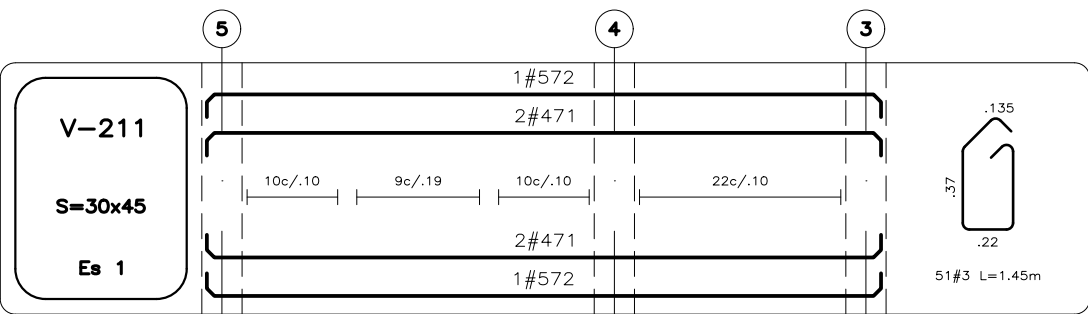 5
4
3
V-211
S=30x45
Es 1
1#572
2#471
10c/.10
9c/.19
10c/.10
22c/.10
2#471
1#572
.135
.37
.22
51#3 L=1.45m